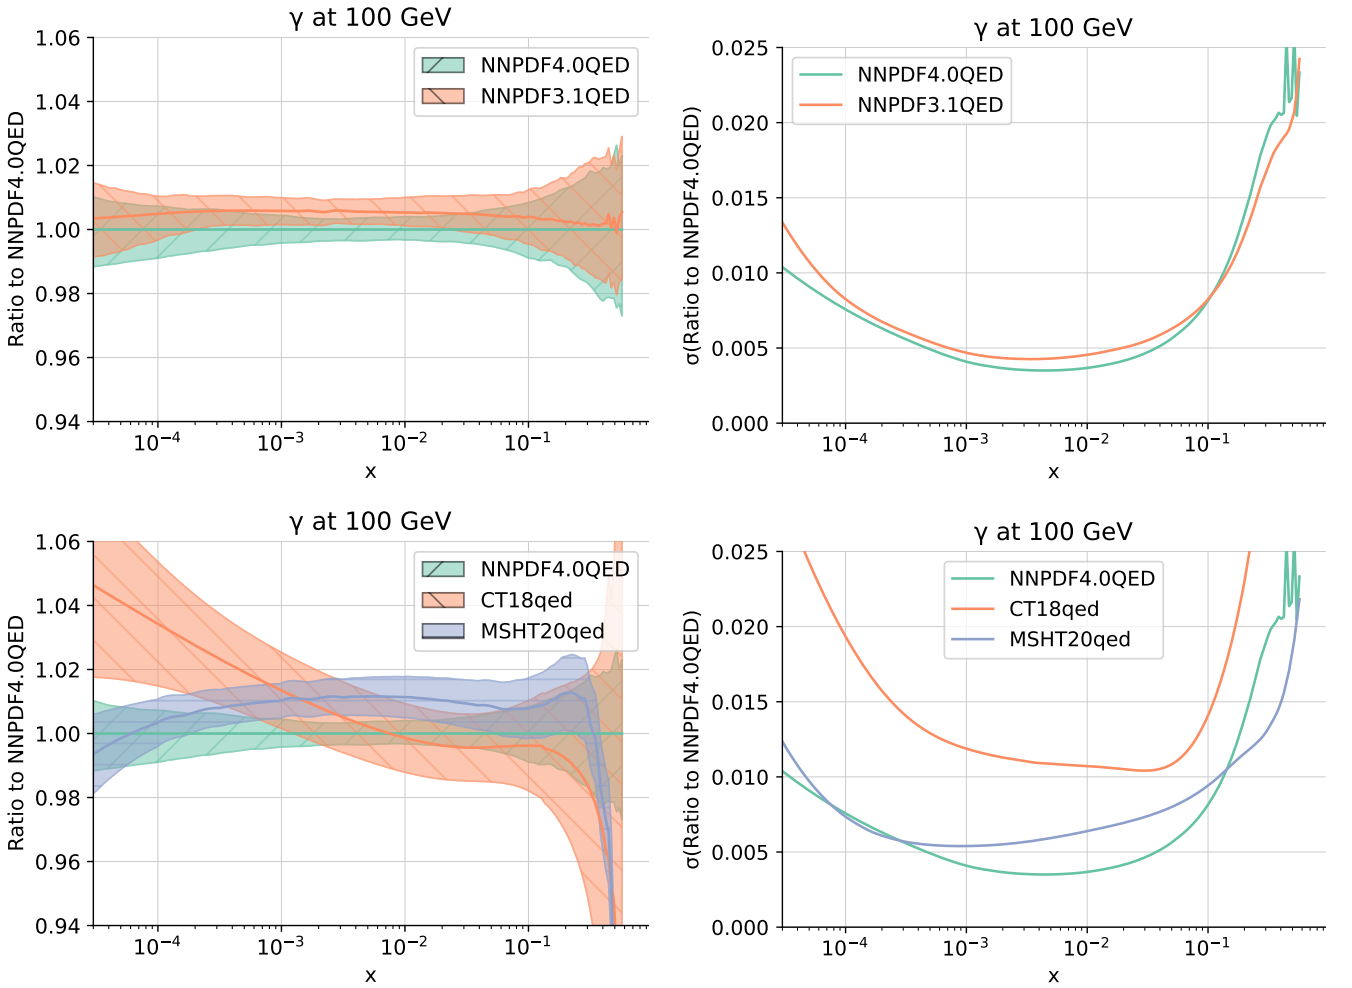 γ at 100 GeV
Ratio to NNPDF4.0QED
1.06
1.04
1.02
1.00
0.98
0.96
0.94
NNPDF4.0QED
NNPDF3.1QED
10⁻⁴ 10⁻³ 10⁻² 10⁻¹
x
γ at 100 GeV
σ(Ratio to NNPDF4.0QED)
0.025
0.020
0.015
0.010
0.005
0.000
NNPDF4.0QED
NNPDF3.1QED
10⁻⁴ 10⁻³ 10⁻² 10⁻¹
x
γ at 100 GeV
Ratio to NNPDF4.0QED
1.06
1.04
1.02
1.00
0.98
0.96
0.94
NNPDF4.0QED
CT18qed
MSHT20qed
10⁻⁴ 10⁻³ 10⁻² 10⁻¹
x
γ at 100 GeV
σ(Ratio to NNPDF4.0QED)
0.025
0.020
0.015
0.010
0.005
0.000
NNPDF4.0QED
CT18qed
MSHT20qed
10⁻⁴ 10⁻³ 10⁻² 10⁻¹
x